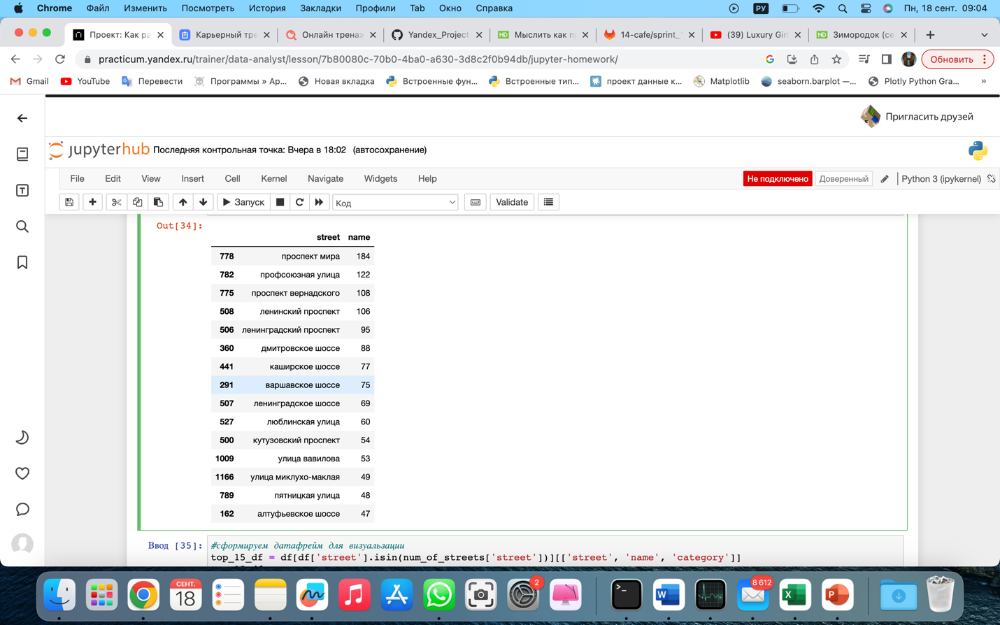 Chrome Файл Изменить Посмотреть История Закладки Профили Tab Окно Справка РУ Пн, 18 сент. 09:04
Проект: Как ра Карьерный тре Онлайн тренаж Yandex_Project Мыслить как п 14-cafe/sprint_ (39) Luxury Girl Зимородок (се
practicum.yandex.ru/trainer/data-analyst/lesson/7b80080c-70b0-4ba0-a630-3d8c2f0b94db/jupyter-homework/ Обновить
Gmail YouTube Перевести Программы » Ap... Новая вкладка Встроенные фун... Встроенные тип... проект данные к... Matplotlib seaborn.barplot —... Plotly Python Gra... »
Пригласить друзей
jupyterhub Последняя контрольная точка: Вчера в 18:02 (автосохранение)
File Edit View Insert Cell Kernel Navigate Widgets Help Не подключено Доверенный Python 3 (ipykernel)
Запуск Код Validate
Out[34]:
street name
778 проспект мира 184
782 профсоюзная улица 122
775 проспект вернадского 108
508 ленинский проспект 106
506 ленинградский проспект 95
360 дмитровское шоссе 88
441 каширское шоссе 77
291 варшавское шоссе 75
507 ленинградское шоссе 69
527 люблинская улица 60
500 кутузовский проспект 54
1009 улица вавилова 53
1166 улица миклухо-маклая 49
789 пятницкая улица 48
162 алтуфьевское шоссе 47
Ввод [35]: #сформируем датафрейм для визуальзации
top_15_df = df[df['street'].isin(num_of_streets['street'])][['street', 'name', 'category']]
СЕНТ. 2 8 612
18 >_ W X P